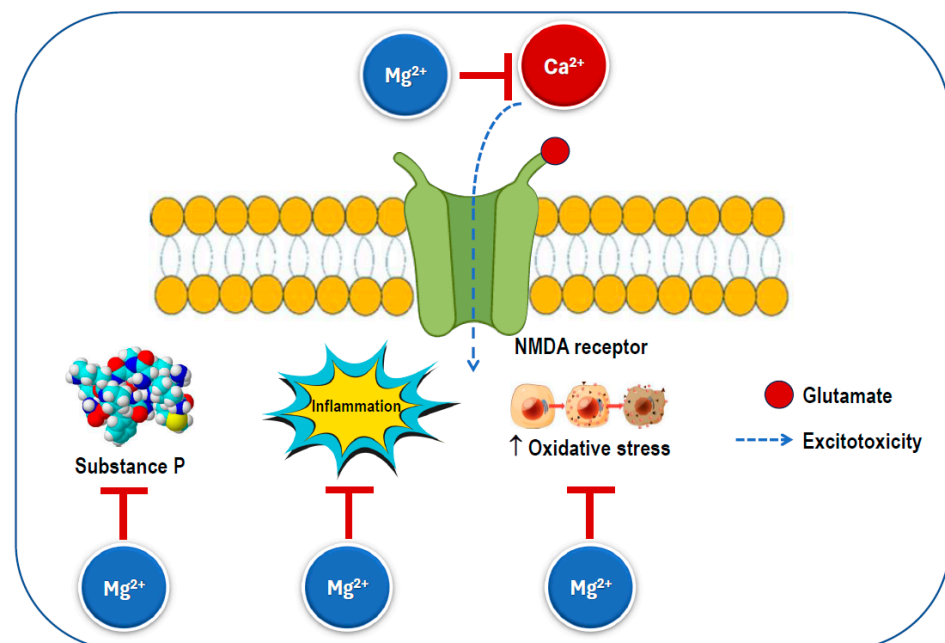 Mg²⁺
Ca²⁺
NMDA receptor
Inflammation
Glutamate
↑ Oxidative stress
Excitotoxicity
Substance P
Mg²⁺
Mg²⁺
Mg²⁺